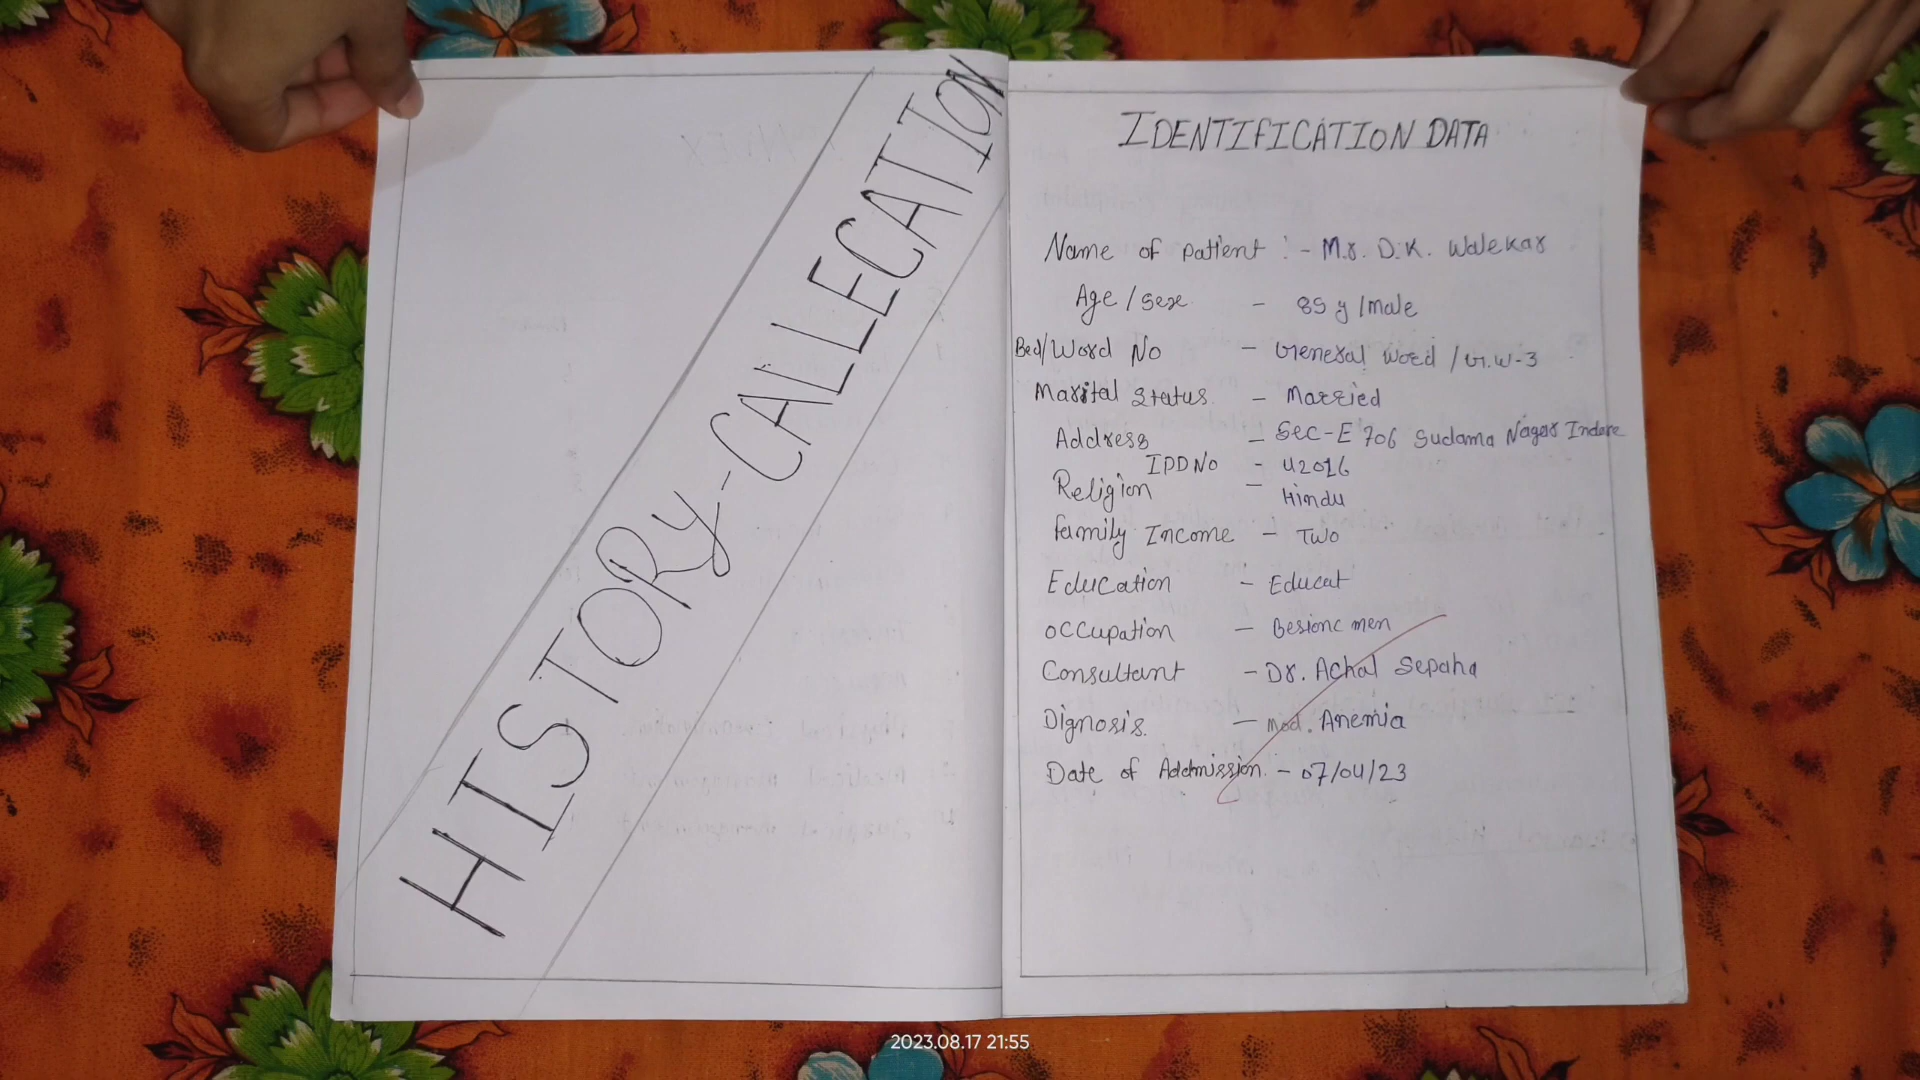 HISTORY-CALLECATION
IDENTIFICATION DATA
Name of patient :- Mr. D.K. Walekar
Age / Sex - 85 y / male
Bed/Word No - General Word / G.W-3
Marital Status - Married
Address - Sec-E 706 Sudama Nagar Indore
IPD No - 42016
Religion - Hindu
Family Income - Two
Education - Educat
Occupation - Besionc men
Consultant - Dr. Achal Sepaha
Dignosis - Mod. Anemia
Date of Addmission - 07/04/23
2023.08.17 21:55